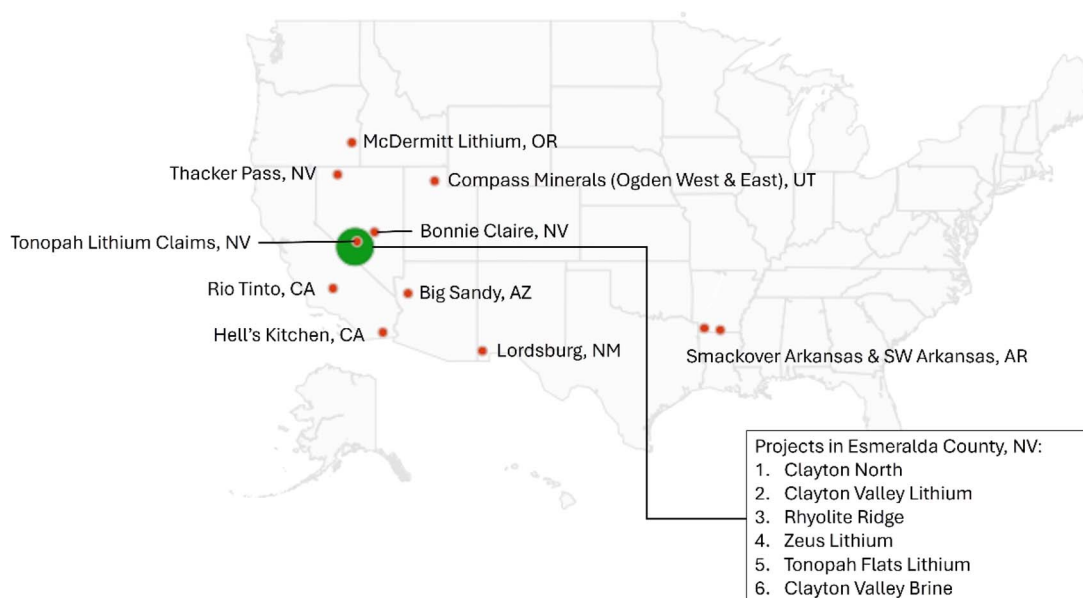 McDermitt Lithium, OR
Thacker Pass, NV
Compass Minerals (Ogden West & East), UT
Tonopah Lithium Claims, NV
Bonnie Claire, NV
Rio Tinto, CA
Big Sandy, AZ
Hell's Kitchen, CA
Lordsburg, NM
Smackover Arkansas & SW Arkansas, AR
Projects in Esmeralda County, NV:
1. Clayton North
2. Clayton Valley Lithium
3. Rhyolite Ridge
4. Zeus Lithium
5. Tonopah Flats Lithium
6. Clayton Valley Brine